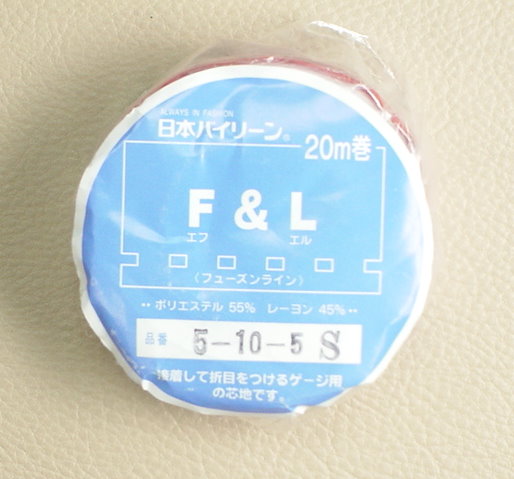 ALWAYS IN FASHION
日本バイリーン®
20m巻
F & L
エフ エル
〈フューズンライン〉
•• ポリエステル 55% レーヨン 45% ••
品番 5-10-5 S
接着して折目をつけるゲージ用
の芯地です。